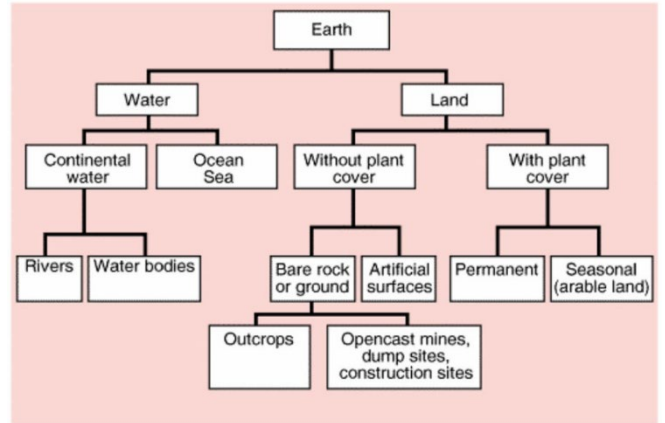 Earth
Water
Land
Continental
water
Ocean
Sea
Without plant
cover
With plant
cover
Rivers
Water bodies
Bare rock
or ground
Artificial
surfaces
Permanent
Seasonal
(arable land)
Outcrops
Opencast mines,
dump sites,
construction sites